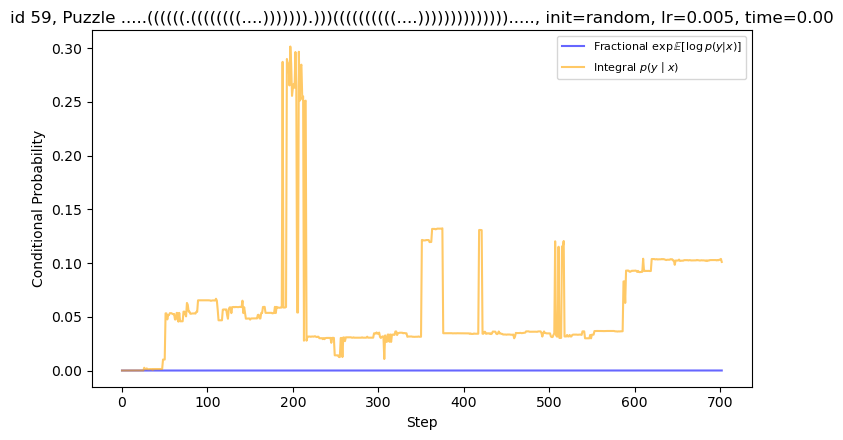 id 59, Puzzle .....((((((.((((((((....))))))).)))((((((((((....))))))))))))))....., init=random, lr=0.005, time=0.00
Fractional exp𝔼[log p(y|x)]
Integral p(y | x)
Conditional Probability
0.30
0.25
0.20
0.15
0.10
0.05
0.00
0 100 200 300 400 500 600 700
Step